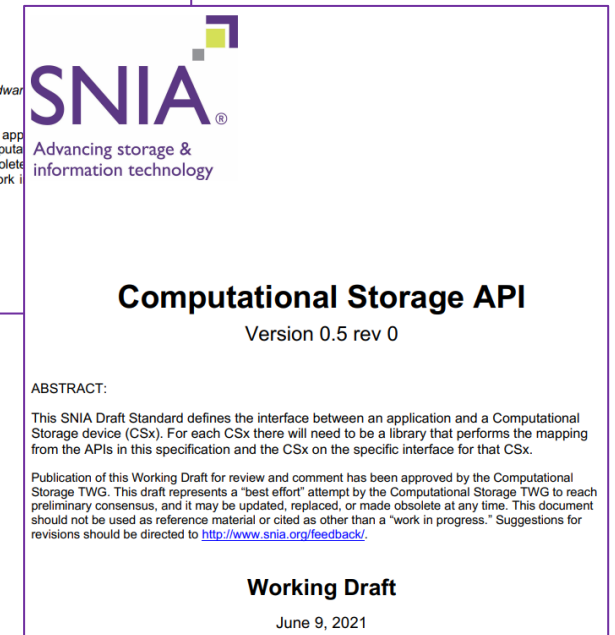 SNIA®
Advancing storage &
information technology
Computational Storage API
Version 0.5 rev 0
ABSTRACT:
This SNIA Draft Standard defines the interface between an application and a Computational
Storage device (CSx). For each CSx there will need to be a library that performs the mapping
from the APIs in this specification and the CSx on the specific interface for that CSx.
Publication of this Working Draft for review and comment has been approved by the Computational
Storage TWG. This draft represents a “best effort” attempt by the Computational Storage TWG to reach
preliminary consensus, and it may be updated, replaced, or made obsolete at any time. This document
should not be used as reference material or cited as other than a “work in progress.” Suggestions for
revisions should be directed to http://www.snia.org/feedback/.
Working Draft
June 9, 2021